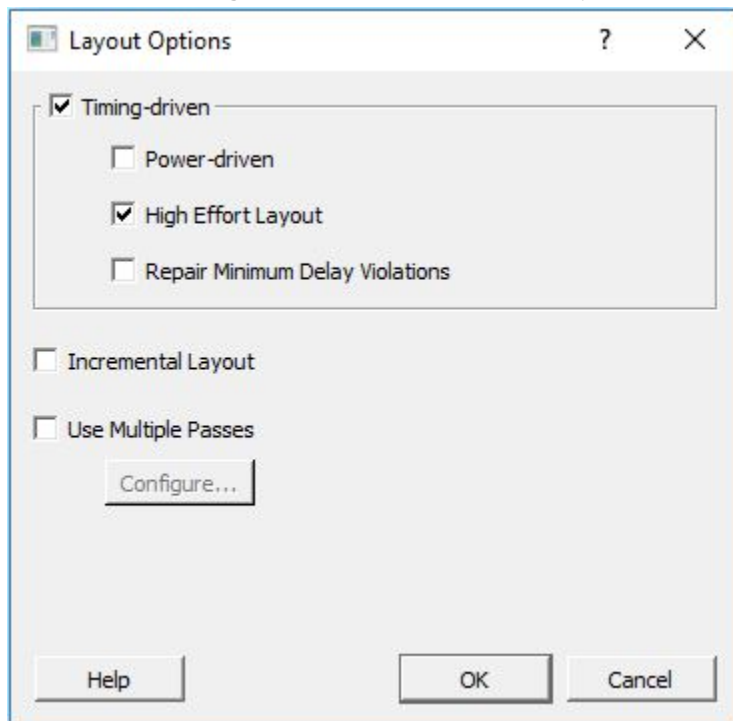 Layout Options ?
Timing-driven
Power-driven
High Effort Layout
Repair Minimum Delay Violations
Incremental Layout
Use Multiple Passes
Configure...
Help OK Cancel